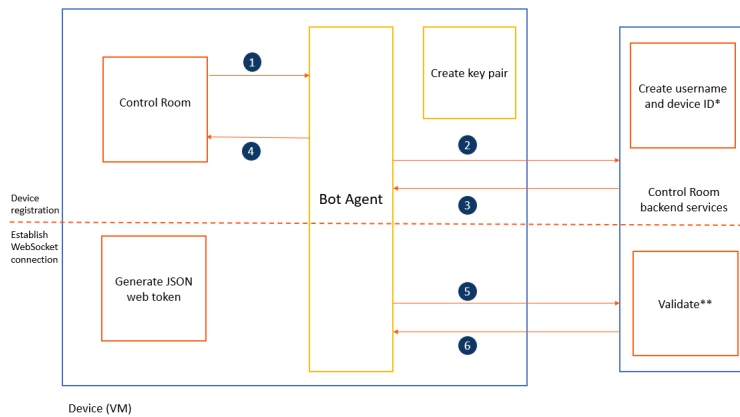 1
Create key pair
Create username
and device ID*
Control Room
4
2
Bot Agent
3
Control Room
backend services
Device
registration
Establish
WebSocket
connection
Generate JSON
web token
5
Validate**
6
Device (VM)